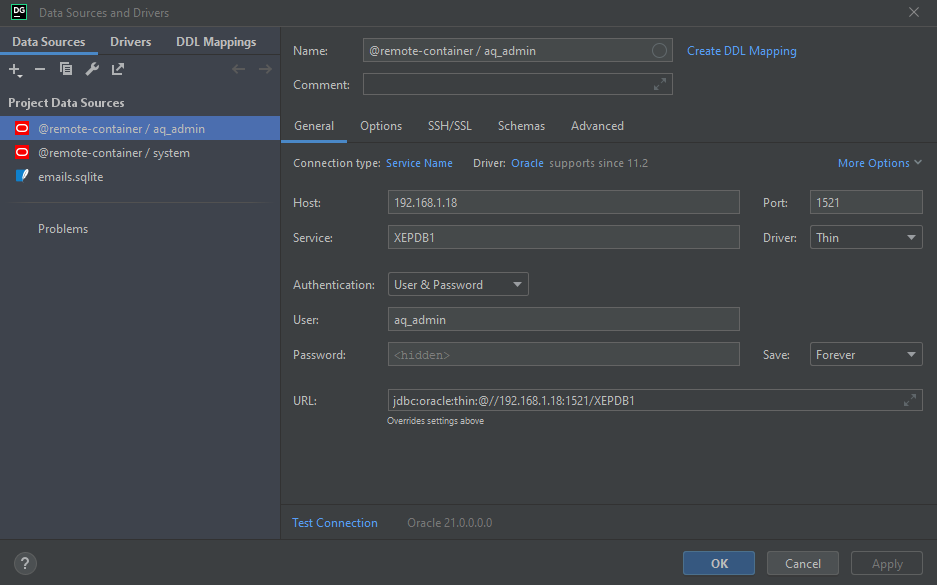 DG Data Sources and Drivers
Data Sources Drivers DDL Mappings
Project Data Sources
@remote-container / aq_admin
@remote-container / system
emails.sqlite
Problems
Name: @remote-container / aq_admin Create DDL Mapping
Comment:
General Options SSH/SSL Schemas Advanced
Connection type: Service Name Driver: Oracle supports since 11.2 More Options
Host: 192.168.1.18 Port: 1521
Service: XEPDB1 Driver: Thin
Authentication: User & Password
User: aq_admin
Password: <hidden> Save: Forever
URL: jdbc:oracle:thin:@//192.168.1.18:1521/XEPDB1
Overrides settings above
Test Connection Oracle 21.0.0.0.0
? OK Cancel Apply